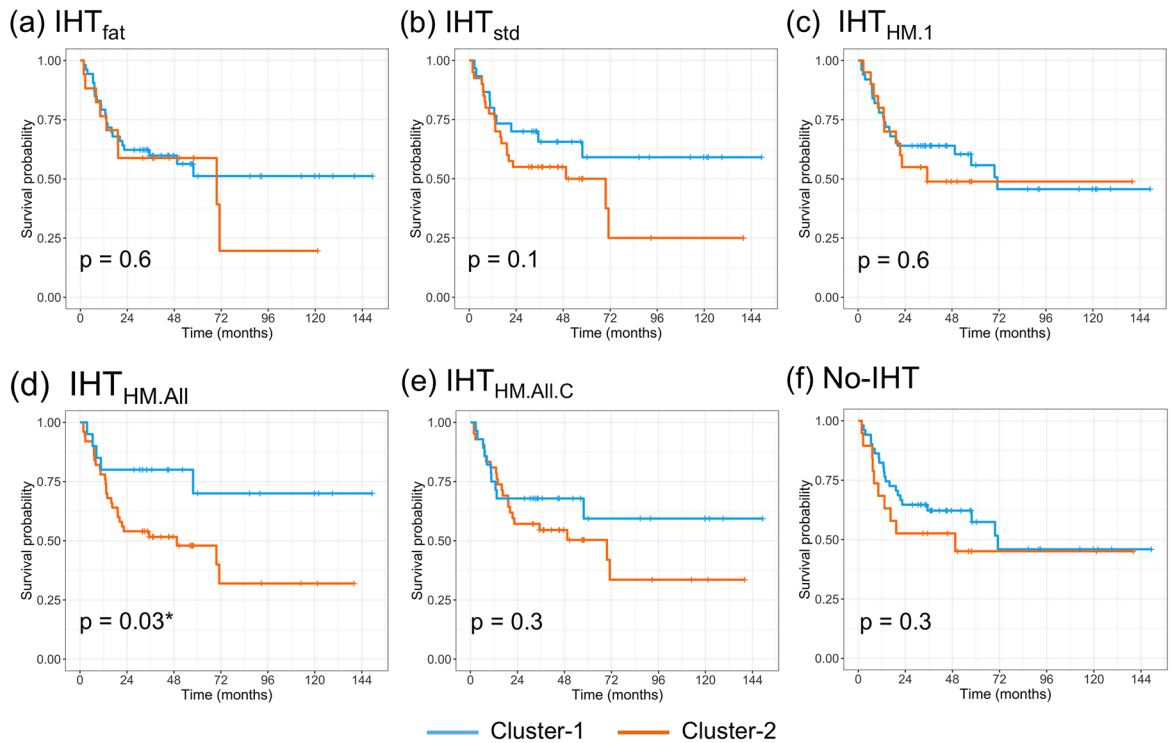 (a) IHTfat
(b) IHTstd
(c) IHTHM.1
Survival probability
1.00
0.75
0.50
0.25
0.00
p = 0.6
0 24 48 72 96 120 144
Time (months)
Survival probability
1.00
0.75
0.50
0.25
0.00
p = 0.1
0 24 48 72 96 120 144
Time (months)
Survival probability
1.00
0.75
0.50
0.25
0.00
p = 0.6
0 24 48 72 96 120 144
Time (months)
(d) IHTHM.All
(e) IHTHM.All.C
(f) No-IHT
Survival probability
1.00
0.75
0.50
0.25
0.00
p = 0.03*
0 24 48 72 96 120 144
Time (months)
Survival probability
1.00
0.75
0.50
0.25
0.00
p = 0.3
0 24 48 72 96 120 144
Time (months)
Survival probability
1.00
0.75
0.50
0.25
0.00
p = 0.3
0 24 48 72 96 120 144
Time (months)
Cluster-1 Cluster-2